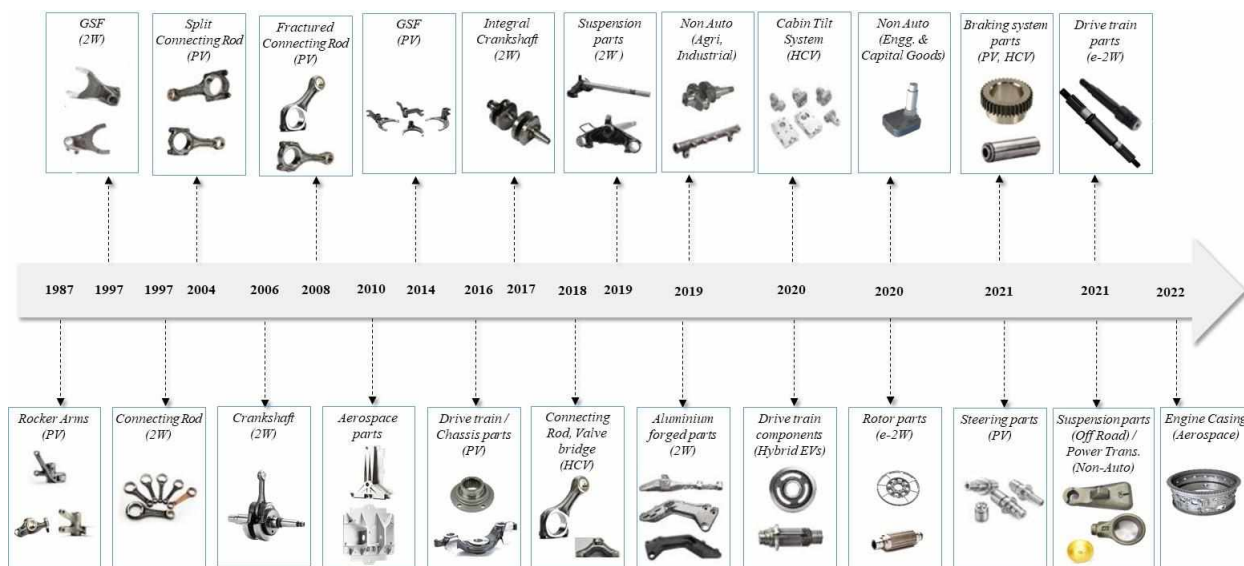 GSF
(2W)
Split
Connecting Rod
(PV)
Fractured
Connecting Rod
(PV)
GSF
(PV)
Integral
Crankshaft
(2W)
Suspension
parts
(2W )
Non Auto
(Agri,
Industrial)
Cabin Tilt
System
(HCV)
Non Auto
(Engg. &
Capital Goods)
Braking system
parts
(PV, HCV)
Drive train
parts
(e-2W)
1987 1997 1997 2004 2006 2008 2010 2014 2016 2017 2018 2019 2019 2020 2020 2021 2021 2022
Rocker Arms
(PV)
Connecting Rod
(2W)
Crankshaft
(2W)
Aerospace
parts
Drive train /
Chassis parts
(PV)
Connecting
Rod, Valve
bridge
(HCV)
Aluminium
forged parts
(2W)
Drive train
components
(Hybrid EVs)
Rotor parts
(e-2W)
Steering parts
(PV)
Suspension parts
(Off Road) /
Power Trans.
(Non-Auto)
Engine Casing
(Aerospace)